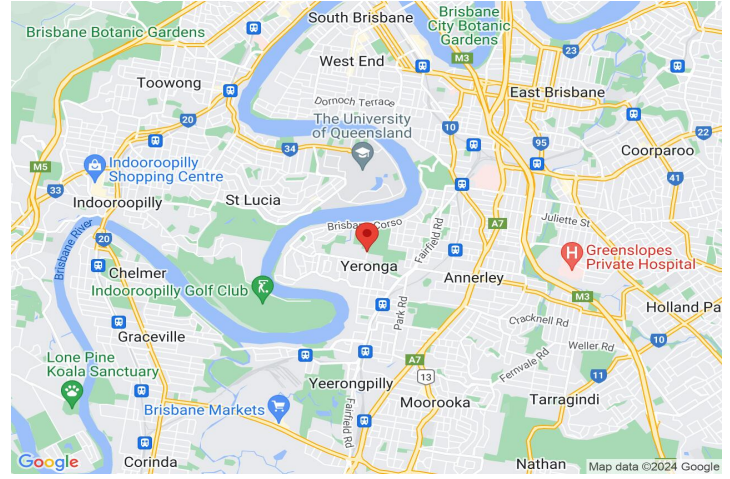 South Brisbane
Brisbane
City Botanic
Gardens
Brisbane Botanic Gardens
M3
23
West End
Toowong
East Brisbane
Dornoch Terrace
The University
of Queensland
20
10
22
34
95
Coorparoo
M5
Indooroopilly
Shopping Centre
33
41
Indooroopilly
St Lucia
Brisbane Corso
Juliette St
A7
Fairfield Rd
Brisbane River
20
H
Greenslopes
Private Hospital
Yeronga
Chelmer
Annerley
Indooroopilly Golf Club
M3
Holland Pa
Park Rd
Cracknell Rd
Graceville
10
Weller Rd
Lone Pine
Koala Sanctuary
A7
Fernvale Rd
13
11
Yeerongpilly
Brisbane Markets
Fairfield Rd
Moorooka
Tarragindi
Google
Corinda
Nathan
Map data ©2024 Google